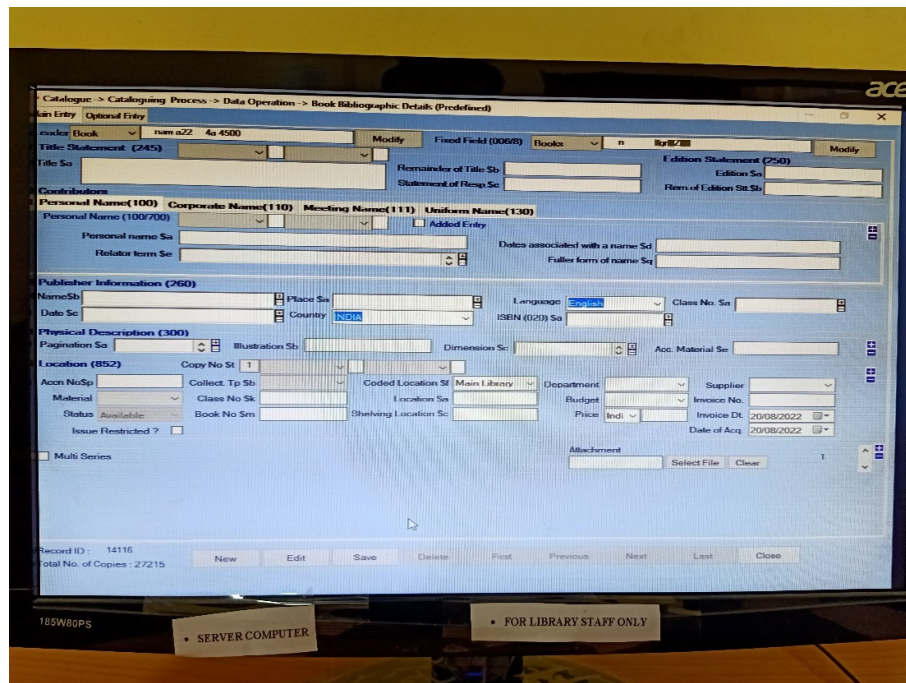 acer
Catalogue -> Cataloguing Process -> Data Operation -> Book Bibliographic Details (Predefined)
Main Entry Optional Entry
Leader Book nam a22 4a 4500 Modify Fixed Field (006/8) Books n Modify
Title Statement (245) Edition Statement (250)
Title $a Remainder of Title $b Edition $a
Statement of Resp.$c Rem of Edition Stt.$b
Contributors
Personal Name(100) Corporate Name(110) Meeting Name(111) Uniform Name(130)
Personal Name (100/700) Added Entry
Personal name $a Dates associated with a name $d
Relator term $e Fuller form of name $q
Publisher Information (260)
Name$b Place $a Language English Class No. $a
Date $c Country INDIA ISBN (020) $a
Physical Description (300)
Pagination $a Illustration $b Dimension $c Acc. Material $e
Location (852) Copy No $t 1
Accn No$p Collect. Tp $b Coded Location $f Main Library Department Supplier
Material Class No $k Location $a Budget Invoice No.
Status Available Book No $m Shelving Location $c Price Indi Invoice Dt. 20/08/2022
Issue Restricted ? Date of Acq. 20/08/2022
Multi Series Attachment 1
Select File Clear
Record ID : 14116
New Edit Save Delete First Previous Next Last Close
Total No. of Copies : 27215
185W80PS
• SERVER COMPUTER
• FOR LIBRARY STAFF ONLY